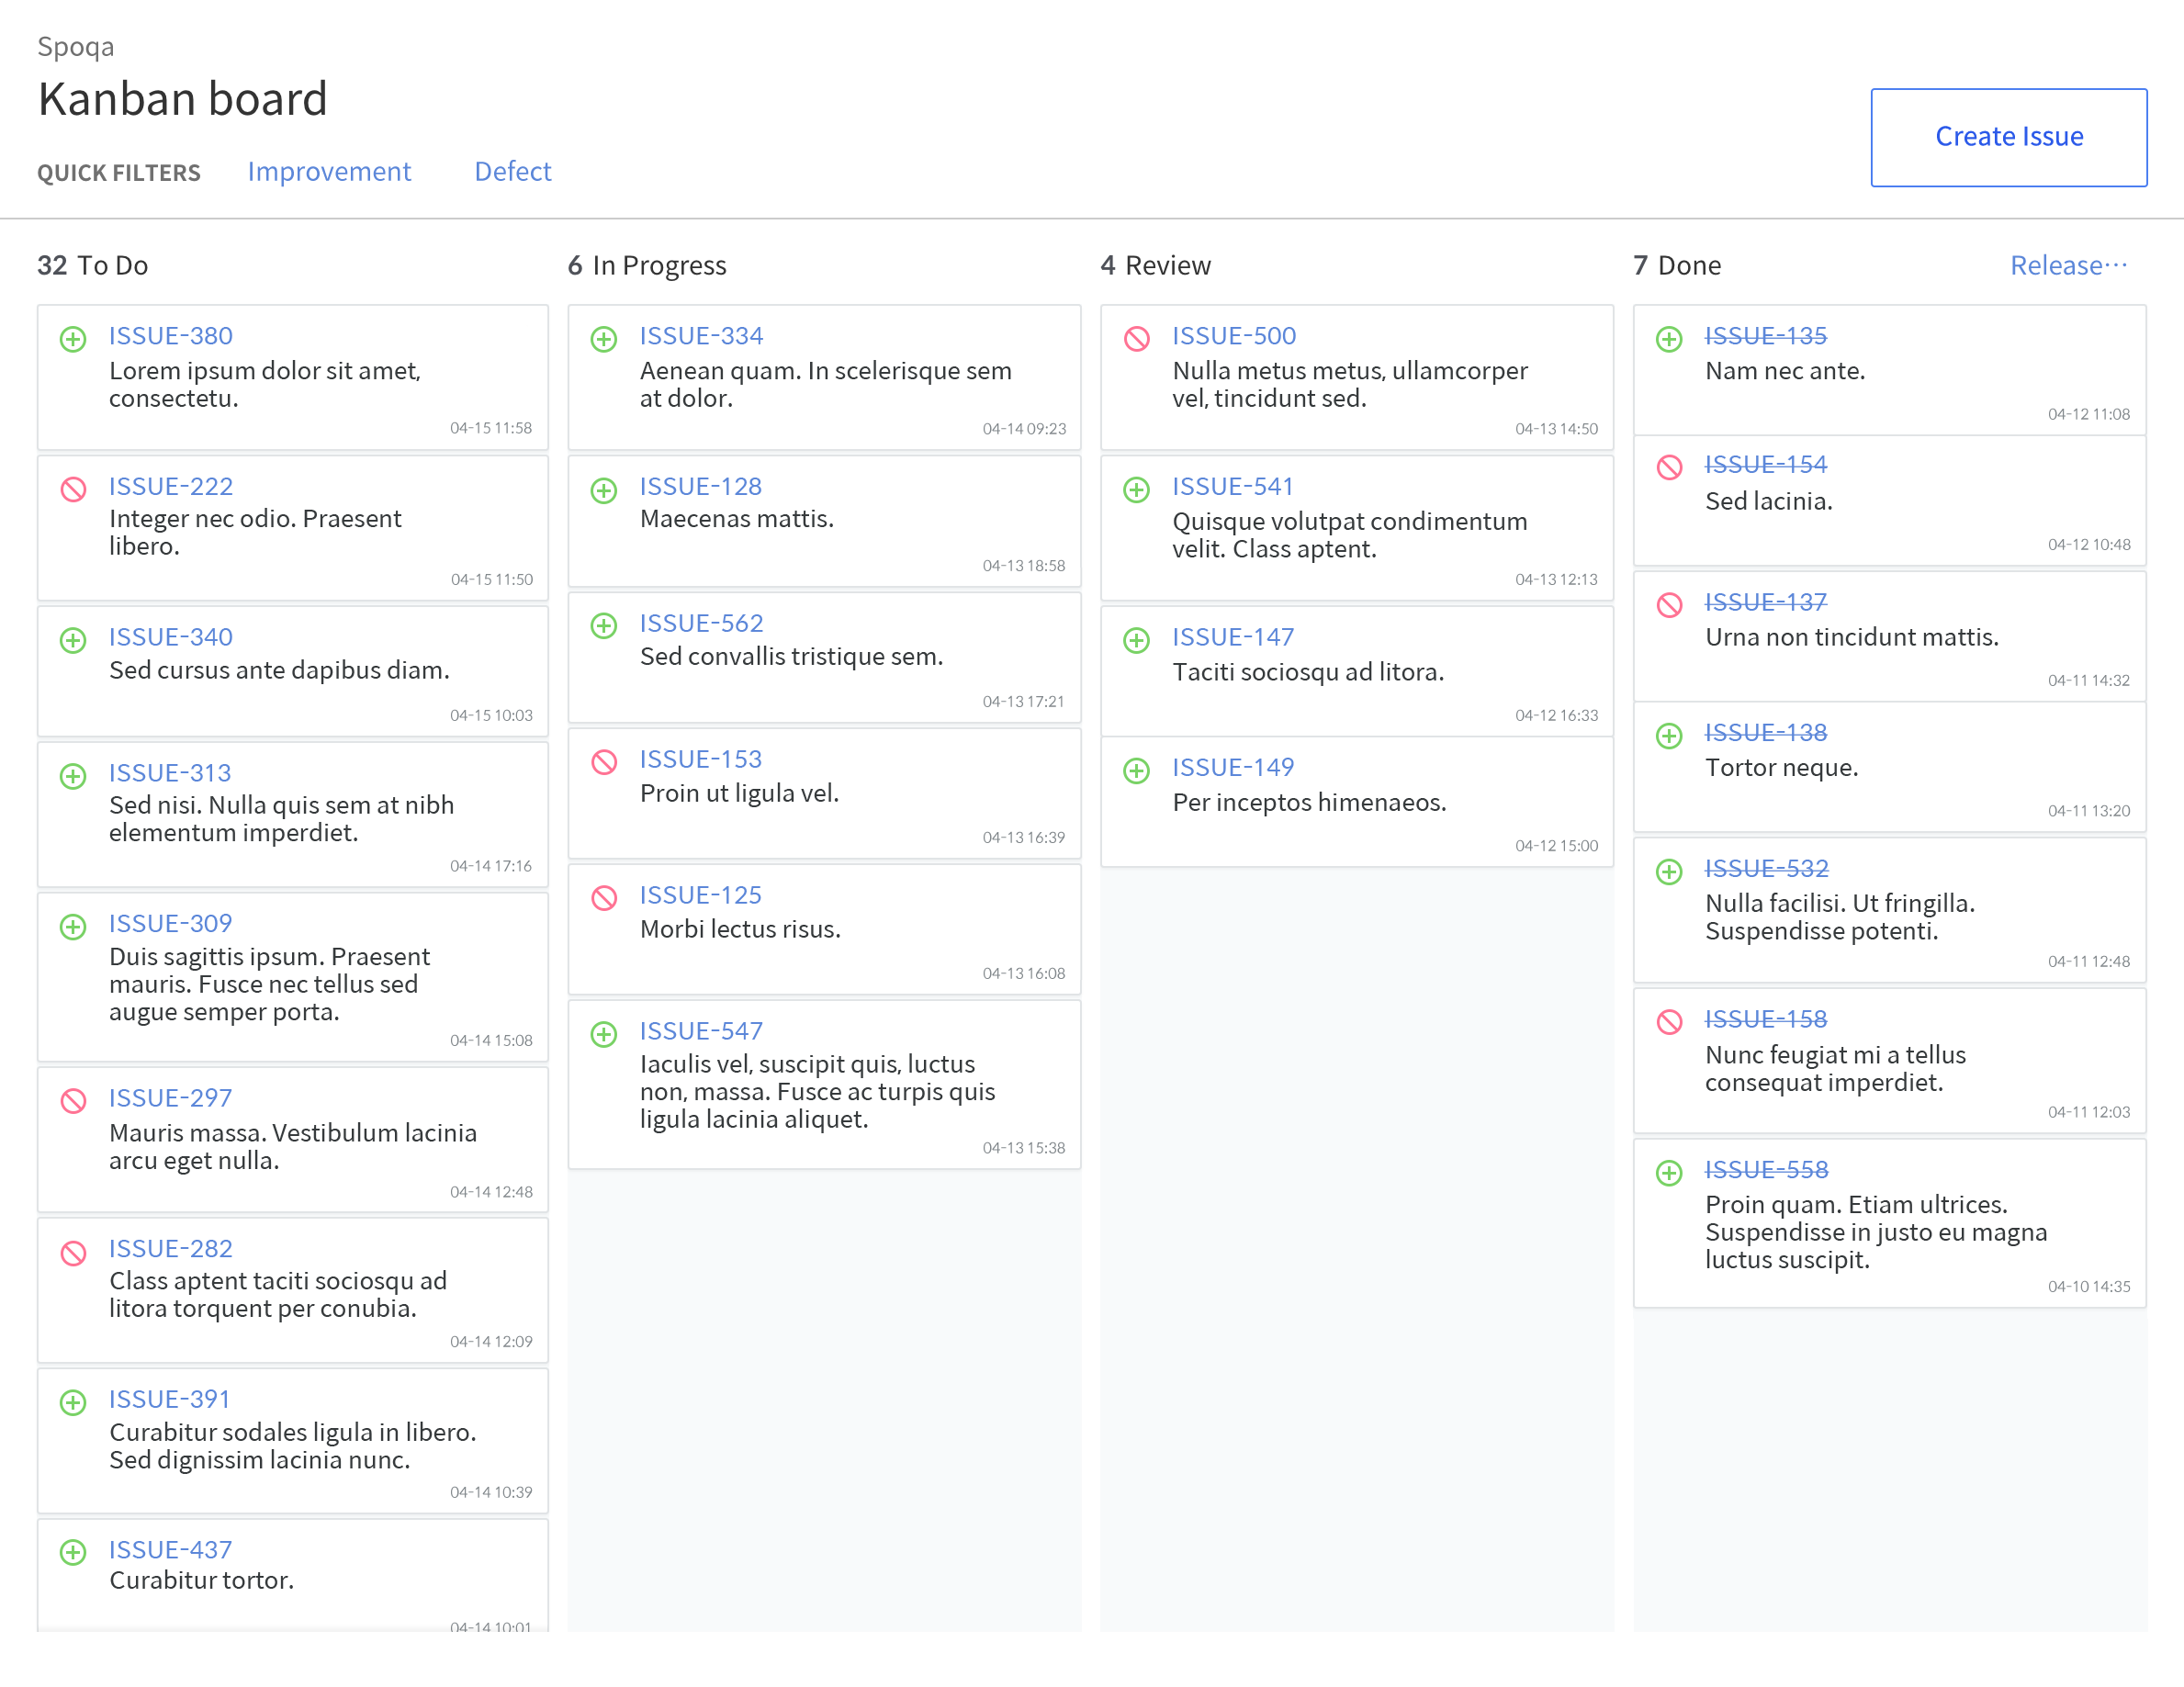 Spoqa
Kanban board
QUICK FILTERS Improvement Defect
Create Issue
32 To Do
ISSUE-380
Lorem ipsum dolor sit amet,
consectetu.
04-15 11:58
ISSUE-222
Integer nec odio. Praesent
libero.
04-15 11:50
ISSUE-340
Sed cursus ante dapibus diam.
04-15 10:03
ISSUE-313
Sed nisi. Nulla quis sem at nibh
elementum imperdiet.
04-14 17:16
ISSUE-309
Duis sagittis ipsum. Praesent
mauris. Fusce nec tellus sed
augue semper porta.
04-14 15:08
ISSUE-297
Mauris massa. Vestibulum lacinia
arcu eget nulla.
04-14 12:48
ISSUE-282
Class aptent taciti sociosqu ad
litora torquent per conubia.
04-14 12:09
ISSUE-391
Curabitur sodales ligula in libero.
Sed dignissim lacinia nunc.
04-14 10:39
ISSUE-437
Curabitur tortor.
04-14 10:01
6 In Progress
ISSUE-334
Aenean quam. In scelerisque sem
at dolor.
04-14 09:23
ISSUE-128
Maecenas mattis.
04-13 18:58
ISSUE-562
Sed convallis tristique sem.
04-13 17:21
ISSUE-153
Proin ut ligula vel.
04-13 16:39
ISSUE-125
Morbi lectus risus.
04-13 16:08
ISSUE-547
Iaculis vel, suscipit quis, luctus
non, massa. Fusce ac turpis quis
ligula lacinia aliquet.
04-13 15:38
4 Review
ISSUE-500
Nulla metus metus, ullamcorper
vel, tincidunt sed.
04-13 14:50
ISSUE-541
Quisque volutpat condimentum
velit. Class aptent.
04-13 12:13
ISSUE-147
Taciti sociosqu ad litora.
04-12 16:33
ISSUE-149
Per inceptos himenaeos.
04-12 15:00
7 Done Release···
ISSUE-135
Nam nec ante.
04-12 11:08
ISSUE-154
Sed lacinia.
04-12 10:48
ISSUE-137
Urna non tincidunt mattis.
04-11 14:32
ISSUE-138
Tortor neque.
04-11 13:20
ISSUE-532
Nulla facilisi. Ut fringilla.
Suspendisse potenti.
04-11 12:48
ISSUE-158
Nunc feugiat mi a tellus
consequat imperdiet.
04-11 12:03
ISSUE-558
Proin quam. Etiam ultrices.
Suspendisse in justo eu magna
luctus suscipit.
04-10 14:35